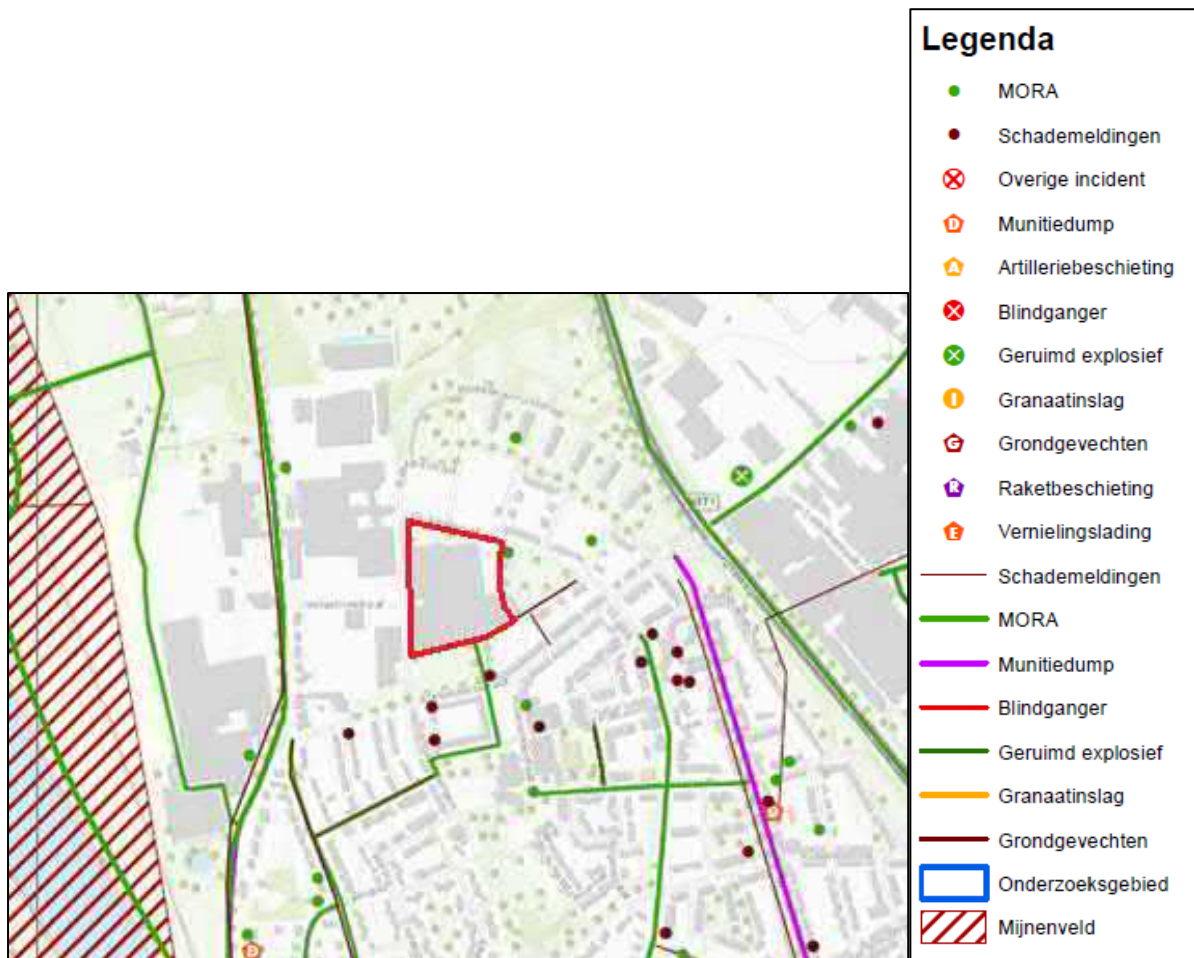 Legenda
MORA
Schademeldingen
Overige incident
D Munitiedump
A Artilleriebeschieting
Blindganger
Geruimd explosief
I Granaatinslag
G Grondgevechten
R Raketbeschieting
E Vernielingslading
Schademeldingen
MORA
Munitiedump
Blindganger
Geruimd explosief
Granaatinslag
Grondgevechten
Onderzoeksgebied
Mijnenveld
D